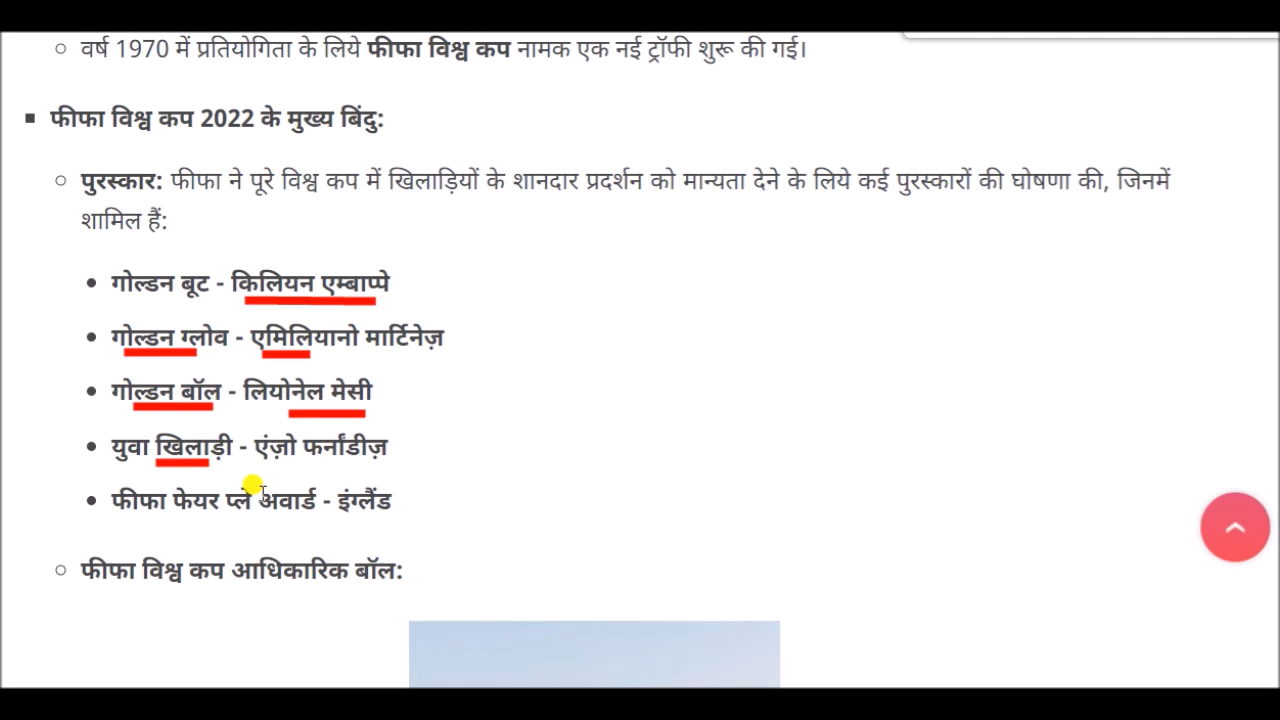 वर्ष 1970 में प्रतियोगिता के लिये फीफा विश्व कप नामक एक नई ट्रॉफी शुरू की गई।
फीफा विश्व कप 2022 के मुख्य बिंदु:
पुरस्कार: फीफा ने पूरे विश्व कप में खिलाड़ियों के शानदार प्रदर्शन को मान्यता देने के लिये कई पुरस्कारों की घोषणा की, जिनमें
शामिल हैं:
गोल्डन बूट - किलियन एम्बाप्पे
गोल्डन ग्लोव - एमिलियानो मार्टिनेज़
गोल्डन बॉल - लियोनेल मेसी
युवा खिलाड़ी - एंज़ो फर्नांडीज़
फीफा फेयर प्ले अवार्ड - इंग्लैंड
फीफा विश्व कप आधिकारिक बॉल: